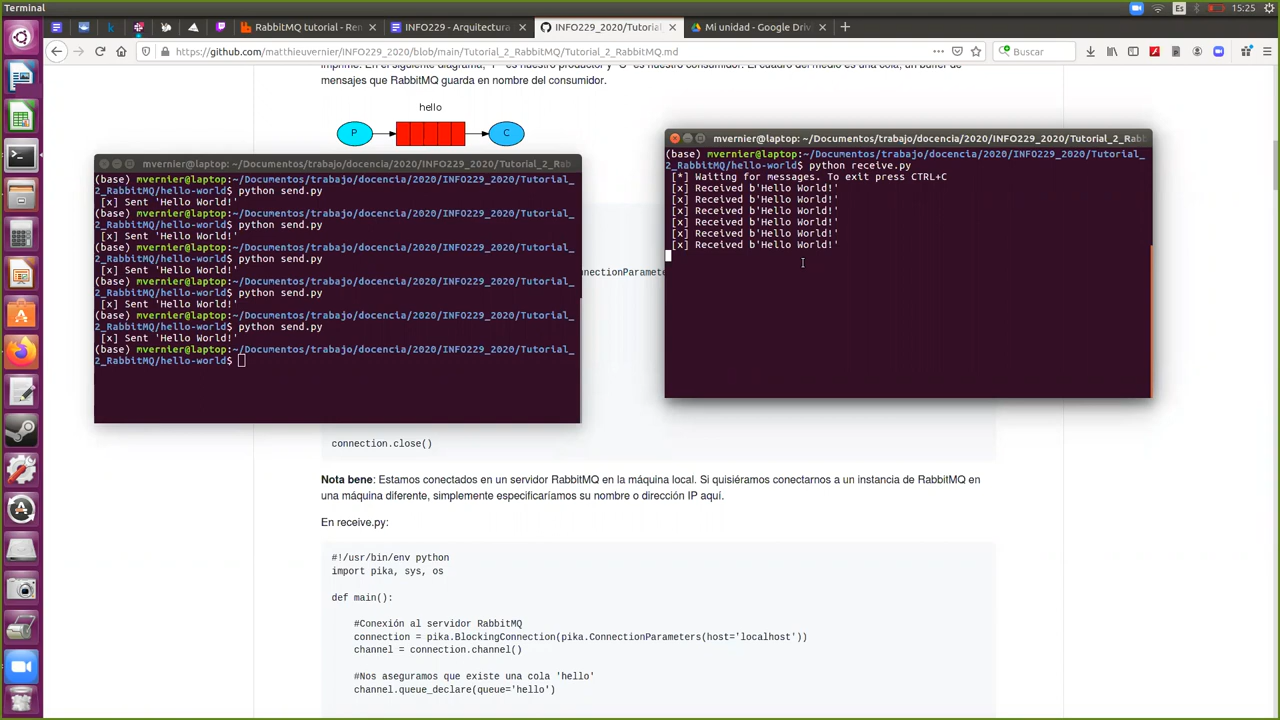 Terminal
Es
15:25
RabbitMQ tutorial - Ren
INFO229 - Arquitectura
INFO229_2020/Tutorial
Mi unidad - Google Driv
https://github.com/matthieuvernier/INFO229_2020/blob/main/Tutorial_2_RabbitMQ/Tutorial_2_RabbitMQ.md
Buscar
mensajes que RabbitMQ guarda en nombre del consumidor.
hello
P
C
mvernier@laptop: ~/Documentos/trabajo/docencia/2020/INFO229_2020/Tutorial_2_Rab
(base) mvernier@laptop:~/Documentos/trabajo/docencia/2020/INFO229_2020/Tutorial_
2_RabbitMQ/hello-world$ python send.py
[x] Sent 'Hello World!'
(base) mvernier@laptop:~/Documentos/trabajo/docencia/2020/INFO229_2020/Tutorial_
2_RabbitMQ/hello-world$ python send.py
[x] Sent 'Hello World!'
(base) mvernier@laptop:~/Documentos/trabajo/docencia/2020/INFO229_2020/Tutorial_
2_RabbitMQ/hello-world$ python send.py
[x] Sent 'Hello World!'
(base) mvernier@laptop:~/Documentos/trabajo/docencia/2020/INFO229_2020/Tutorial_
2_RabbitMQ/hello-world$ python send.py
[x] Sent 'Hello World!'
(base) mvernier@laptop:~/Documentos/trabajo/docencia/2020/INFO229_2020/Tutorial_
2_RabbitMQ/hello-world$ python send.py
[x] Sent 'Hello World!'
(base) mvernier@laptop:~/Documentos/trabajo/docencia/2020/INFO229_2020/Tutorial_
2_RabbitMQ/hello-world$
mvernier@laptop: ~/Documentos/trabajo/docencia/2020/INFO229_2020/Tutorial_2_Rabb
(base) mvernier@laptop:~/Documentos/trabajo/docencia/2020/INFO229_2020/Tutorial_
2_RabbitMQ/hello-world$ python receive.py
[*] Waiting for messages. To exit press CTRL+C
[x] Received b'Hello World!'
[x] Received b'Hello World!'
[x] Received b'Hello World!'
[x] Received b'Hello World!'
[x] Received b'Hello World!'
[x] Received b'Hello World!'
nnectionParamete
connection.close()
Nota bene: Estamos conectados en un servidor RabbitMQ en la máquina local. Si quisiéramos conectarnos a un instancia de RabbitMQ en
una máquina diferente, simplemente especificaríamos su nombre o dirección IP aquí.
En receive.py:
#!/usr/bin/env python
import pika, sys, os
def main():
#Conexión al servidor RabbitMQ
connection = pika.BlockingConnection(pika.ConnectionParameters(host='localhost'))
channel = connection.channel()
#Nos aseguramos que existe una cola 'hello'
channel.queue_declare(queue='hello')